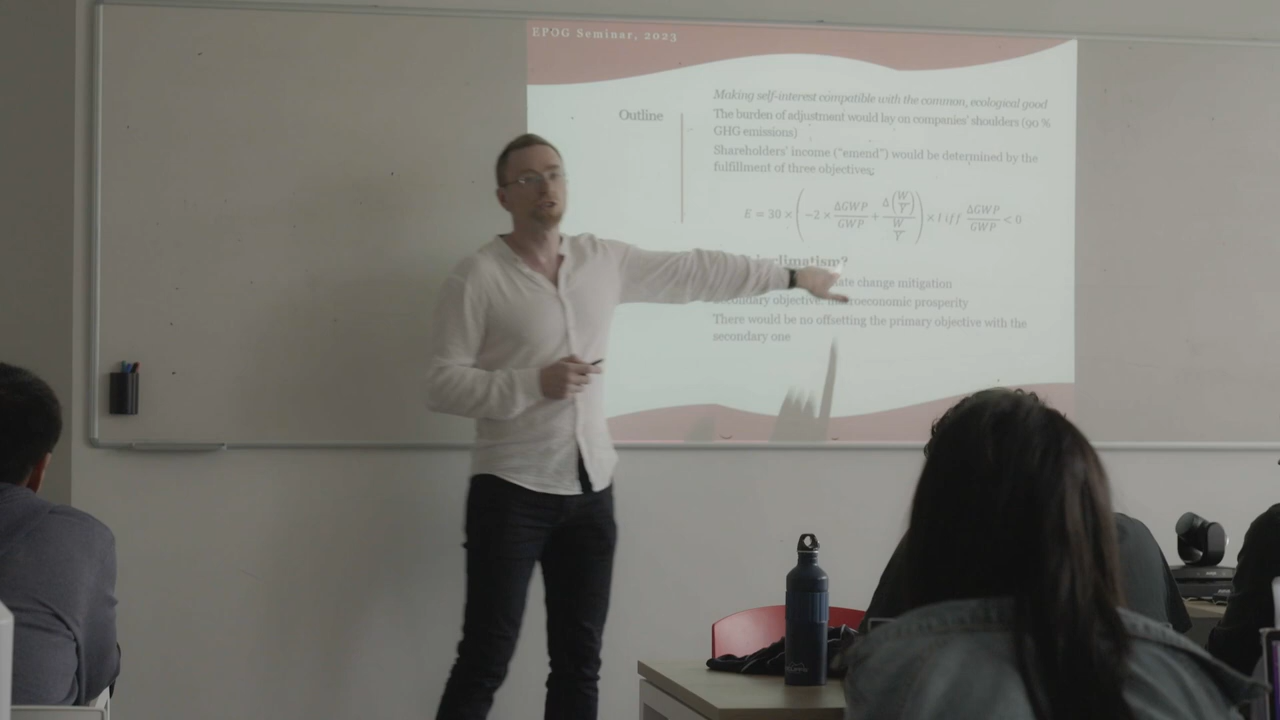 EPOG Seminar, 2023
Outline
Making self-interest compatible with the common, ecological good
The burden of adjustment would lay on companies' shoulders (90 %
GHG emissions)
Shareholders' income ("emend") would be determined by the
fulfillment of three objectives:
E = 30 × (−2 × ΔGWP/GWP + Δ(W/Y)/(W/Y)) × I iff ΔGWP/GWP < 0
climatism?
change mitigation
secondary objective: prosperity
There would be no offsetting the primary objective with the
secondary one